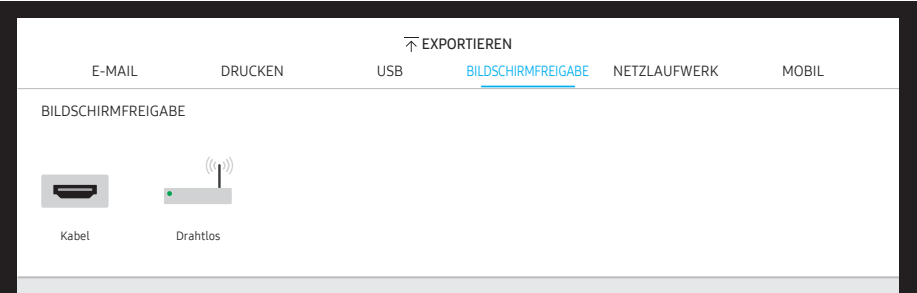 EXPORTIEREN
E-MAIL DRUCKEN USB BILDSCHIRMFREIGABE NETZLAUFWERK MOBIL
BILDSCHIRMFREIGABE
Kabel Drahtlos